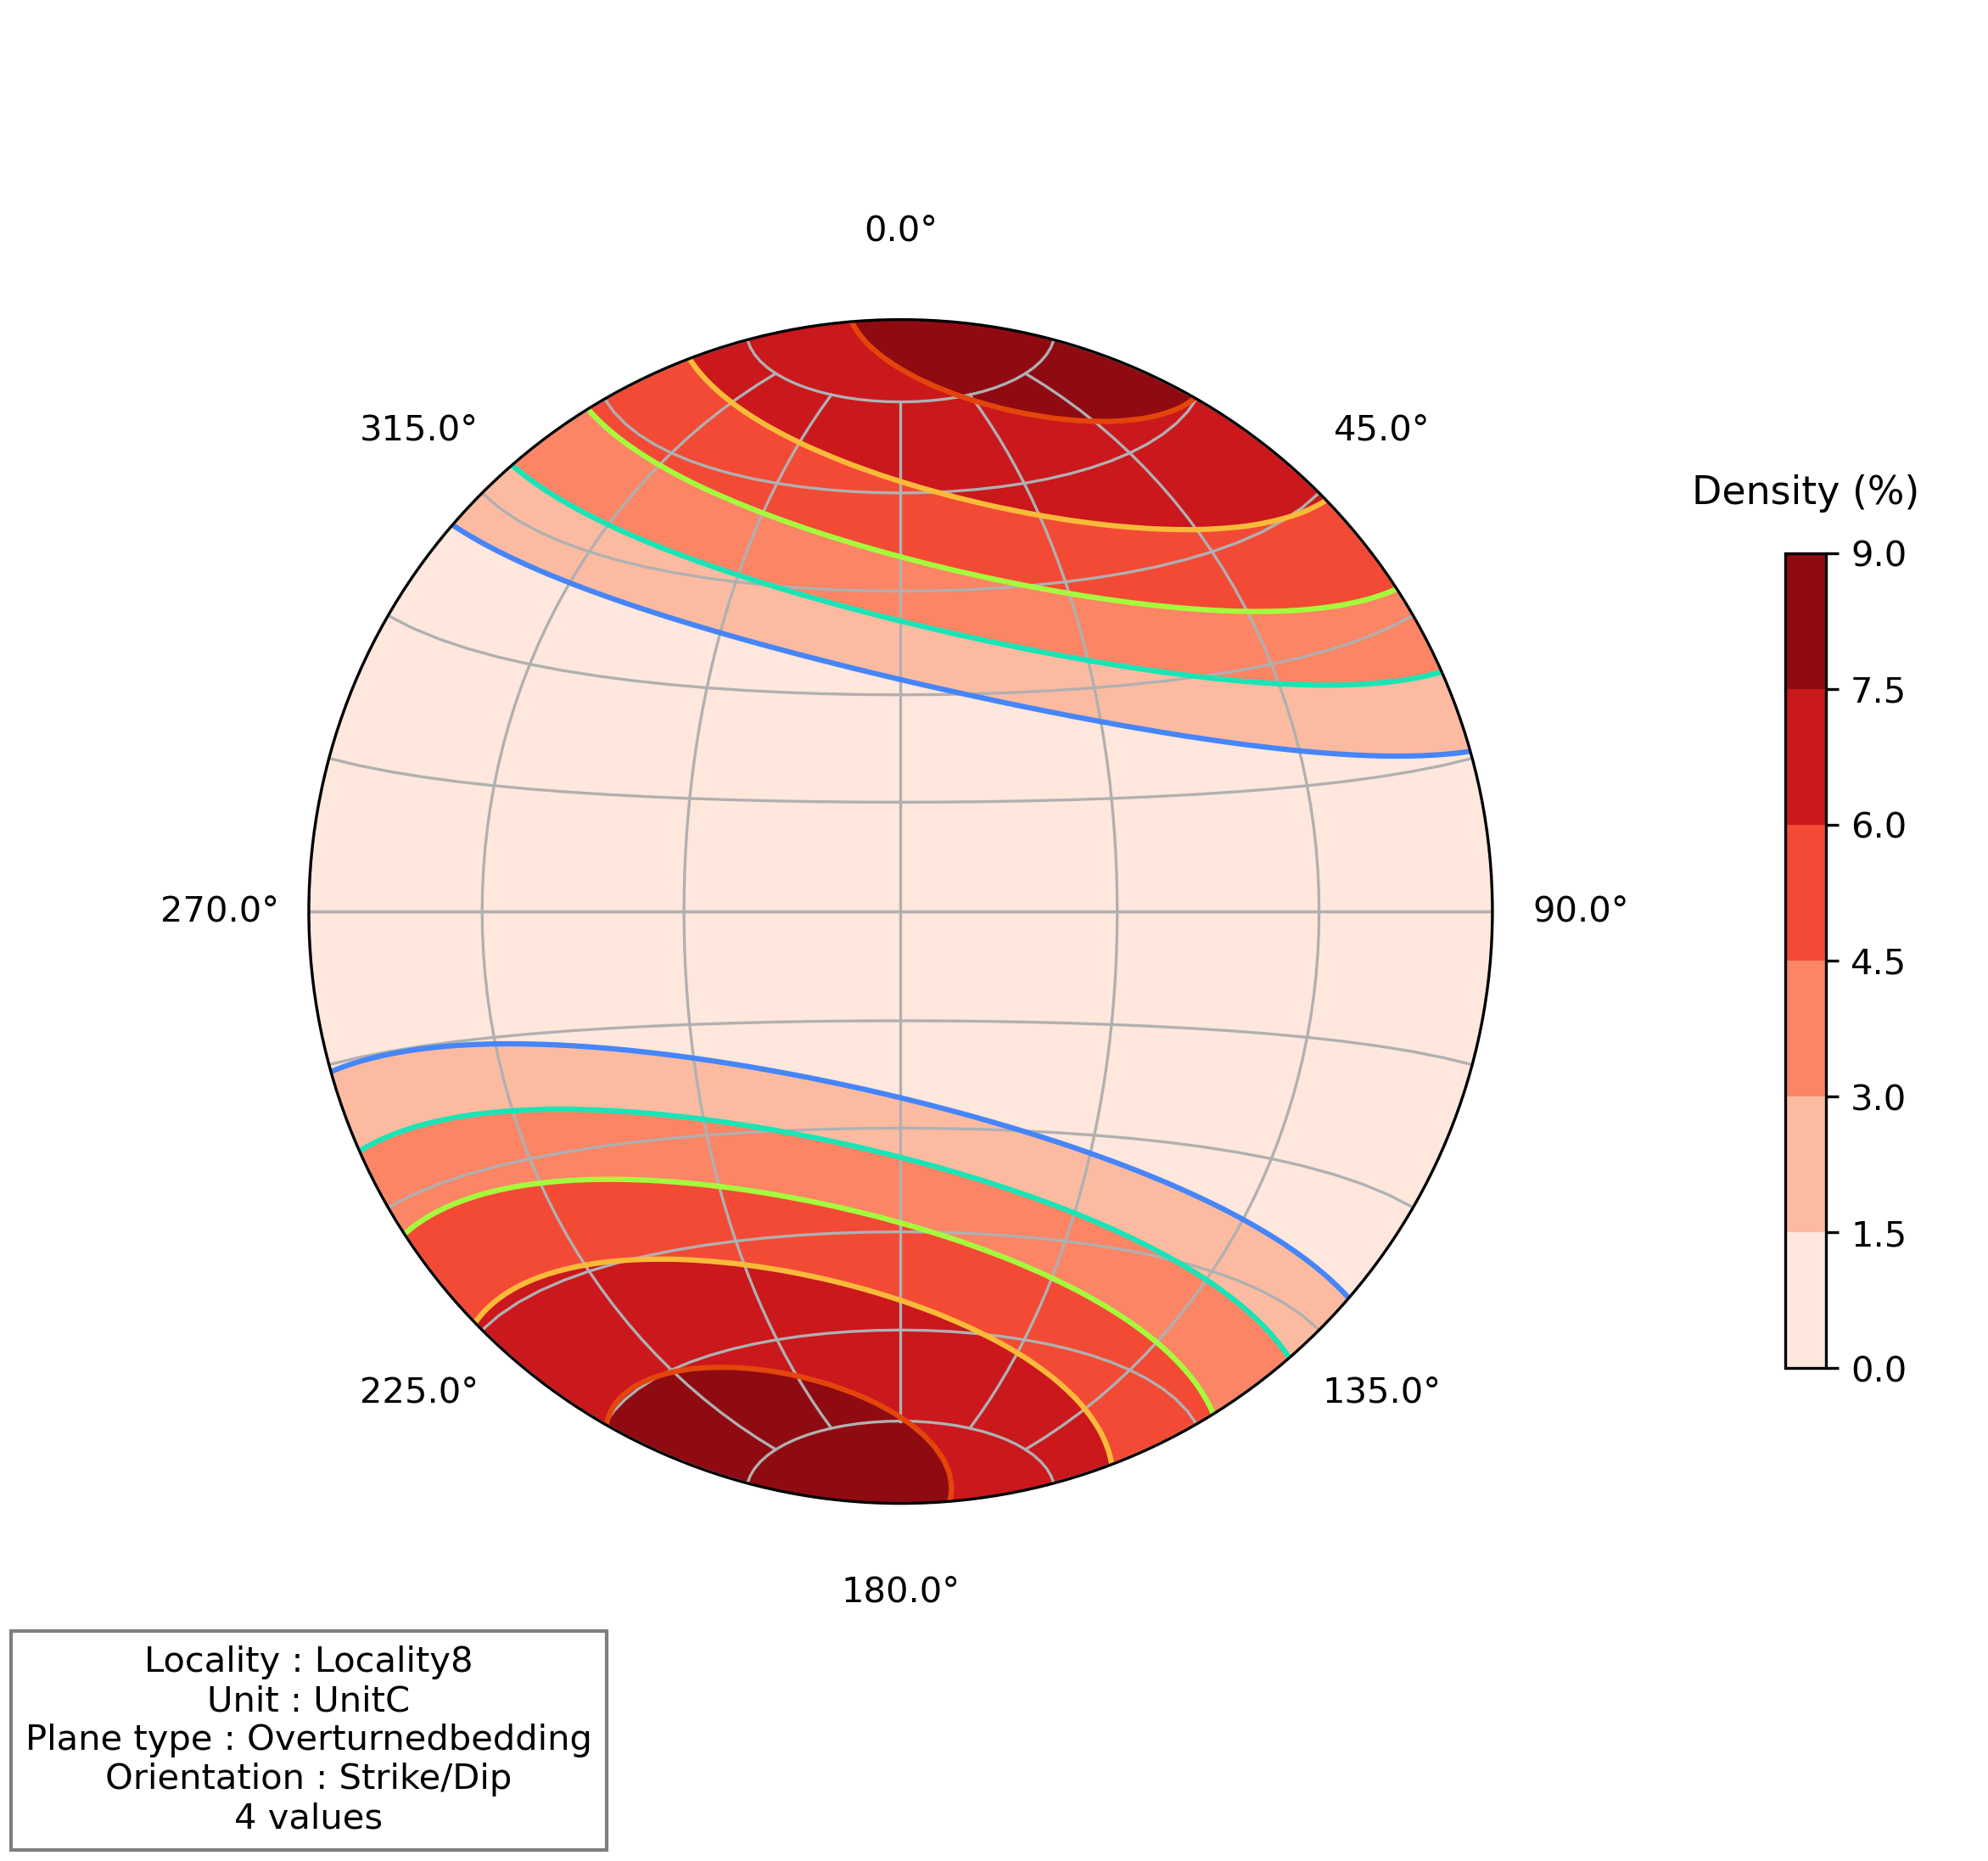 0.0°
315.0°
45.0°
Density (%)
9.0
7.5
6.0
270.0°
90.0°
4.5
3.0
1.5
0.0
225.0°
135.0°
180.0°
Locality : Locality8
Unit : UnitC
Plane type : Overturnedbedding
Orientation : Strike/Dip
4 values